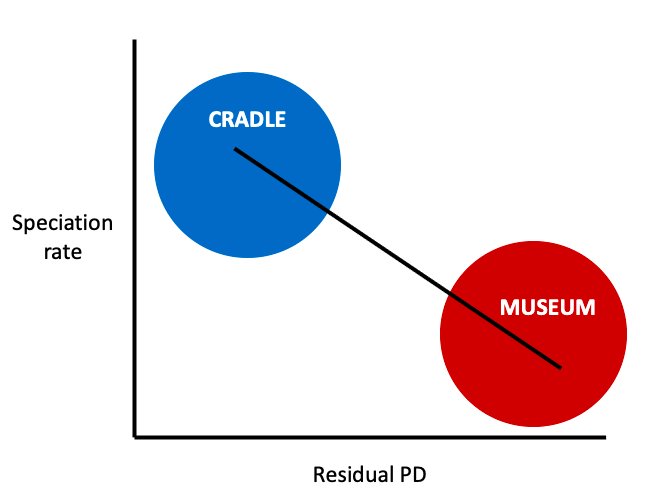 CRADLE
Speciation
rate
MUSEUM
Residual PD